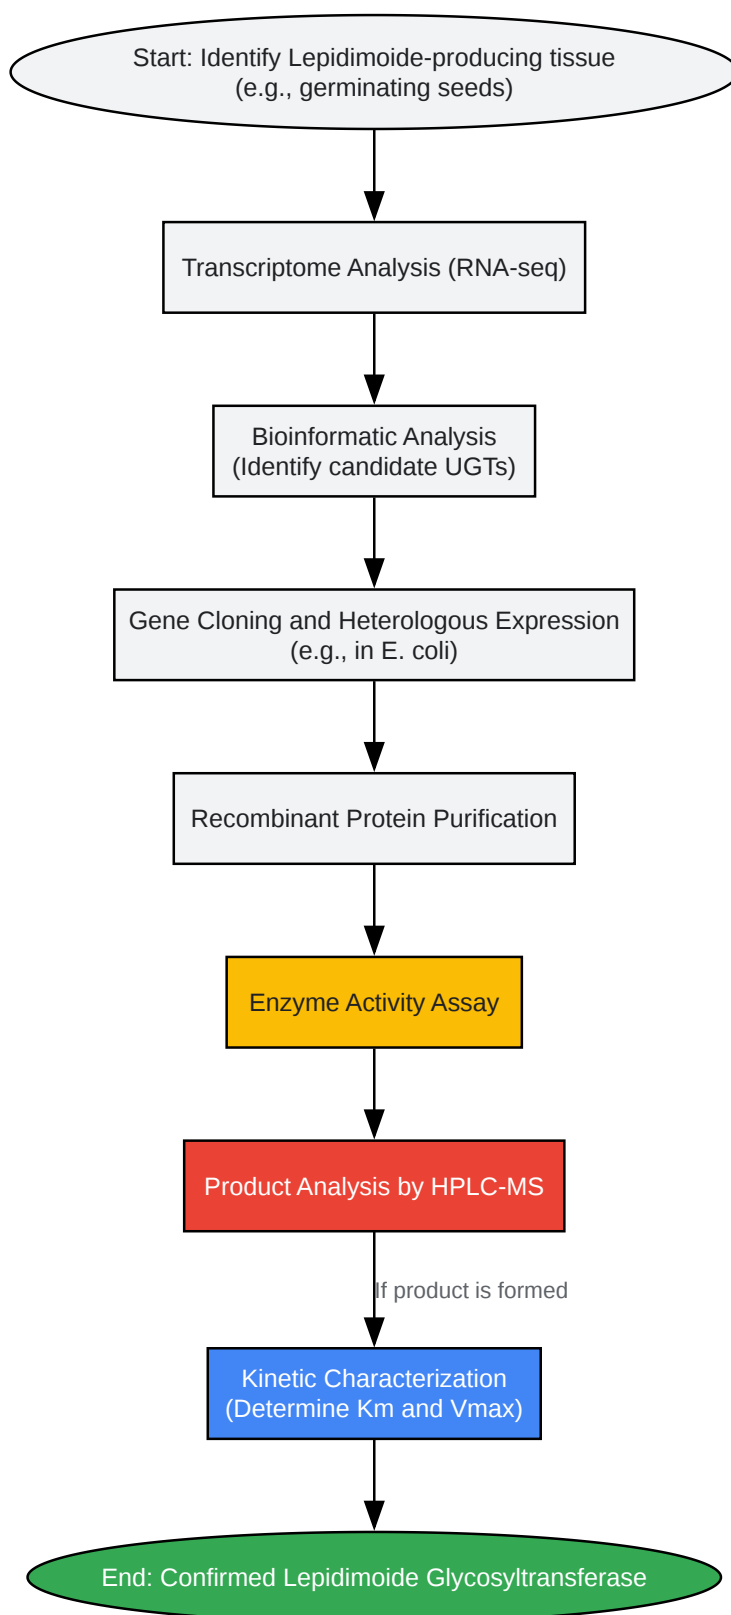 Start: Identify Lepidimoide-producing tissue
(e.g., germinating seeds)
Transcriptome Analysis (RNA-seq)
Bioinformatic Analysis
(Identify candidate UGTs)
Gene Cloning and Heterologous Expression
(e.g., in E. coli)
Recombinant Protein Purification
Enzyme Activity Assay
Product Analysis by HPLC-MS
If product is formed
Kinetic Characterization
(Determine Km and Vmax)
End: Confirmed Lepidimoide Glycosyltransferase